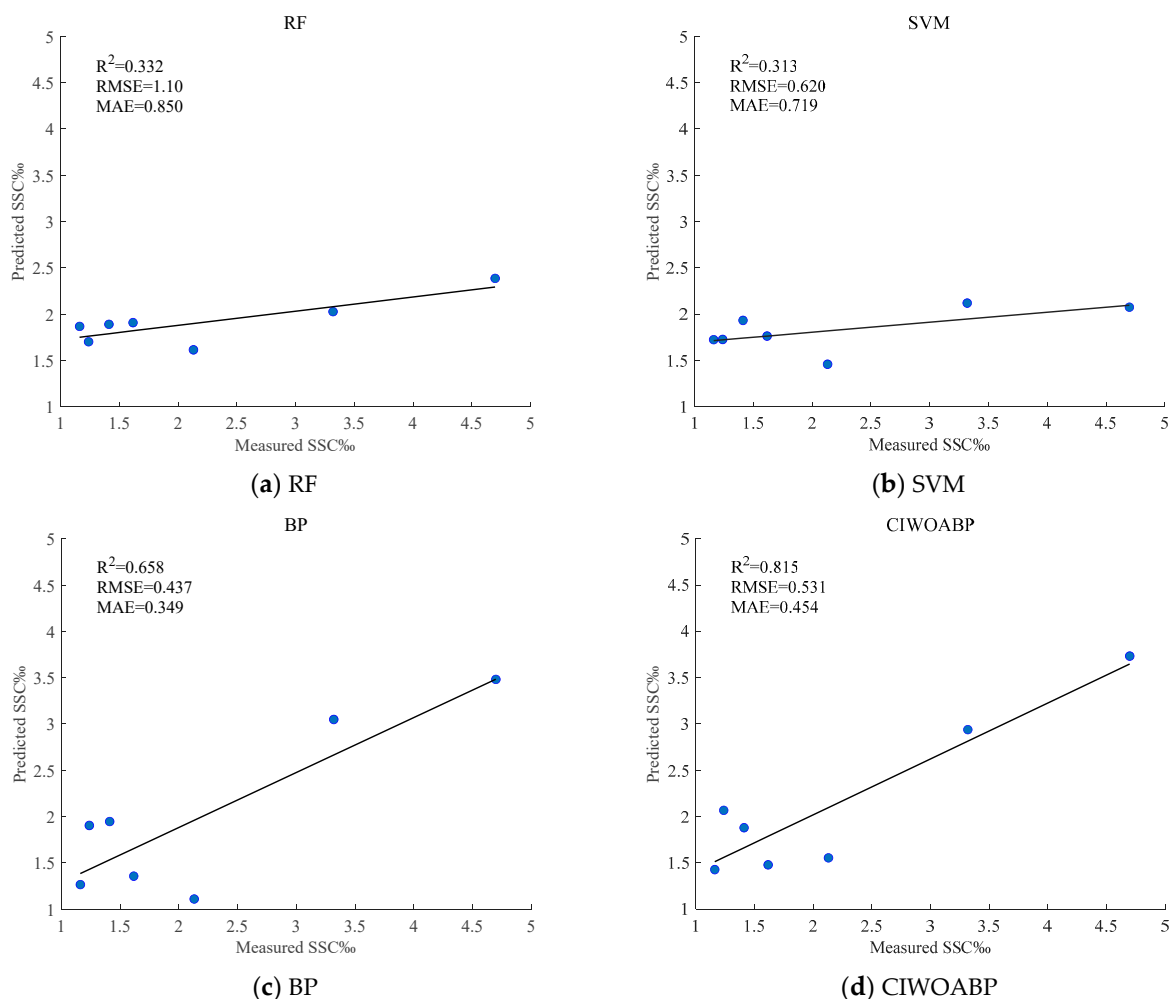 RF
R²=0.332
RMSE=1.10
MAE=0.850
5
4.5
4
3.5
3
2.5
2
1.5
1
Predicted SSC‰
1 1.5 2 2.5 3 3.5 4 4.5 5
Measured SSC‰
(a) RF
SVM
R²=0.313
RMSE=0.620
MAE=0.719
5
4.5
4
3.5
3
2.5
2
1.5
1
Predicted SSC‰
1 1.5 2 2.5 3 3.5 4 4.5 5
Measured SSC‰
(b) SVM
BP
R²=0.658
RMSE=0.437
MAE=0.349
5
4.5
4
3.5
3
2.5
2
1.5
1
Predicted SSC‰
1 1.5 2 2.5 3 3.5 4 4.5 5
Measured SSC‰
(c) BP
CIWOABP
R²=0.815
RMSE=0.531
MAE=0.454
5
4.5
4
3.5
3
2.5
2
1.5
1
Predicted SSC‰
1 1.5 2 2.5 3 3.5 4 4.5 5
Measured SSC‰
(d) CIWOABP